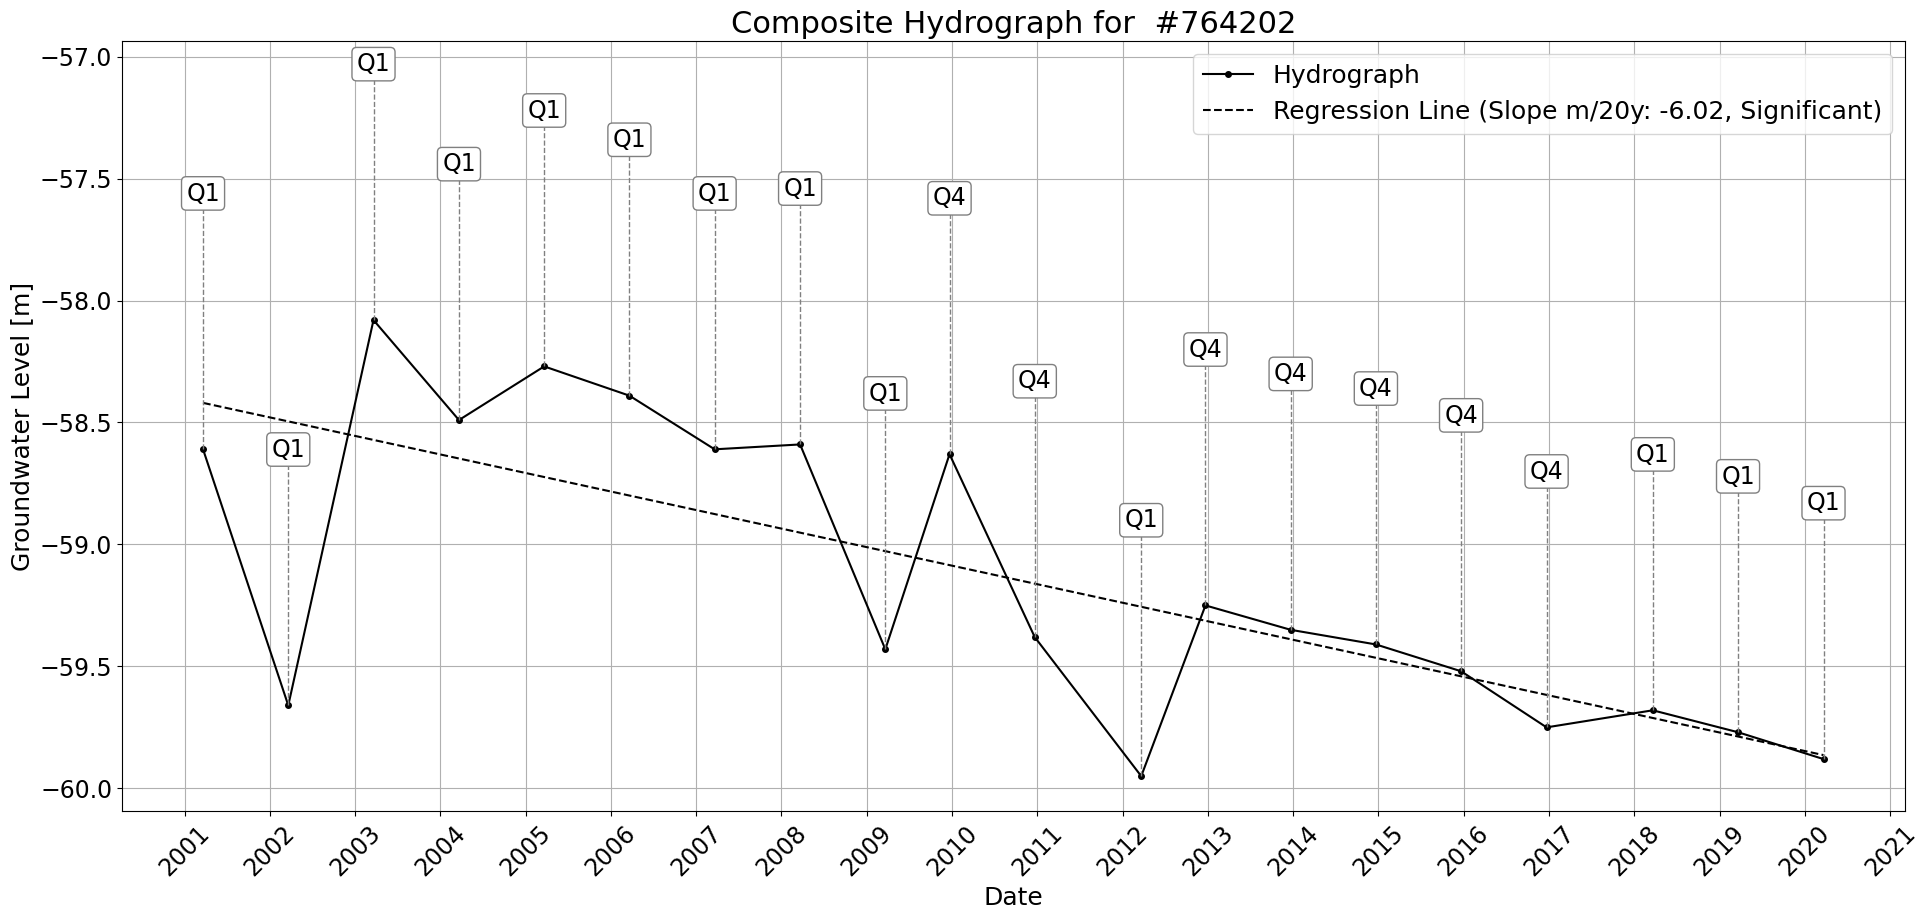 Composite Hydrograph for  #764202
Hydrograph
Regression Line (Slope m/20y: -6.02, Significant)
Groundwater Level [m]
−57.0
−57.5
−58.0
−58.5
−59.0
−59.5
−60.0
Q1
Q1
Q1
Q1
Q1
Q1
Q1
Q1
Q1
Q4
Q4
Q1
Q4
Q4
Q4
Q4
Q4
Q1
Q1
Q1
2001
2002
2003
2004
2005
2006
2007
2008
2009
2010
2011
2012
2013
2014
2015
2016
2017
2018
2019
2020
2021
Date